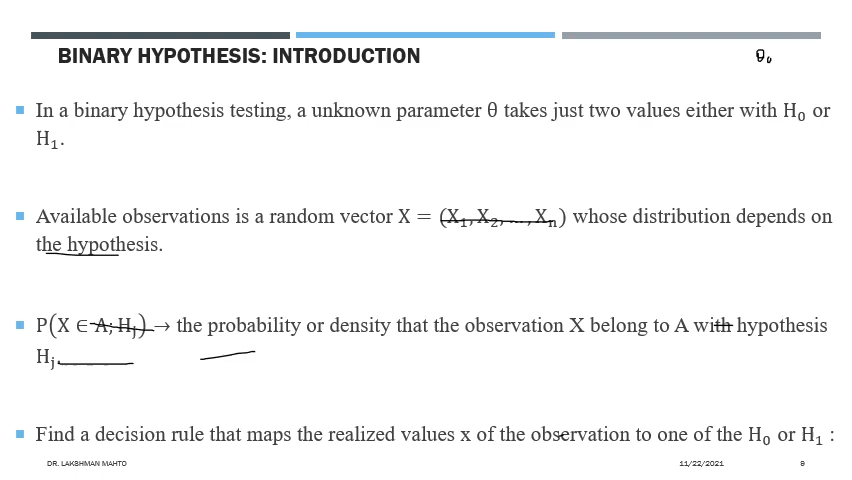 BINARY HYPOTHESIS: INTRODUCTION
θ₀
In a binary hypothesis testing, a unknown parameter θ takes just two values either with H₀ or
H₁.
Available observations is a random vector X = (X₁, X₂, …, Xₙ) whose distribution depends on
the hypothesis.
P(X ∈ A; Hⱼ) → the probability or density that the observation X belong to A with hypothesis
Hⱼ.
Find a decision rule that maps the realized values x of the observation to one of the H₀ or H₁ :
DR. LAKSHMAN MAHTO
11/22/2021
9